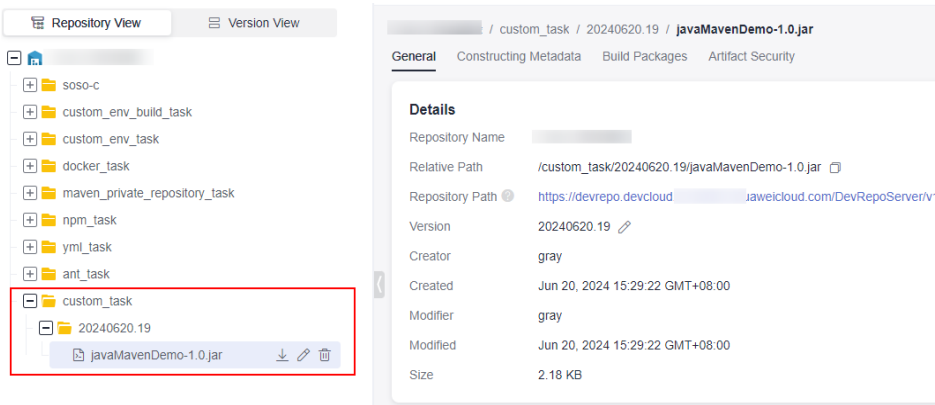 Repository View
Version View
soso-c
custom_env_build_task
custom_env_task
docker_task
maven_private_repository_task
npm_task
yml_task
ant_task
custom_task
20240620.19
javaMavenDemo-1.0.jar
/ custom_task / 20240620.19 / javaMavenDemo-1.0.jar
General Constructing Metadata Build Packages Artifact Security
Details
Repository Name
Relative Path /custom_task/20240620.19/javaMavenDemo-1.0.jar
Repository Path https://devrepo.devcloud uaweicloud.com/DevRepoServer/v1
Version 20240620.19
Creator gray
Created Jun 20, 2024 15:29:22 GMT+08:00
Modifier gray
Modified Jun 20, 2024 15:29:22 GMT+08:00
Size 2.18 KB